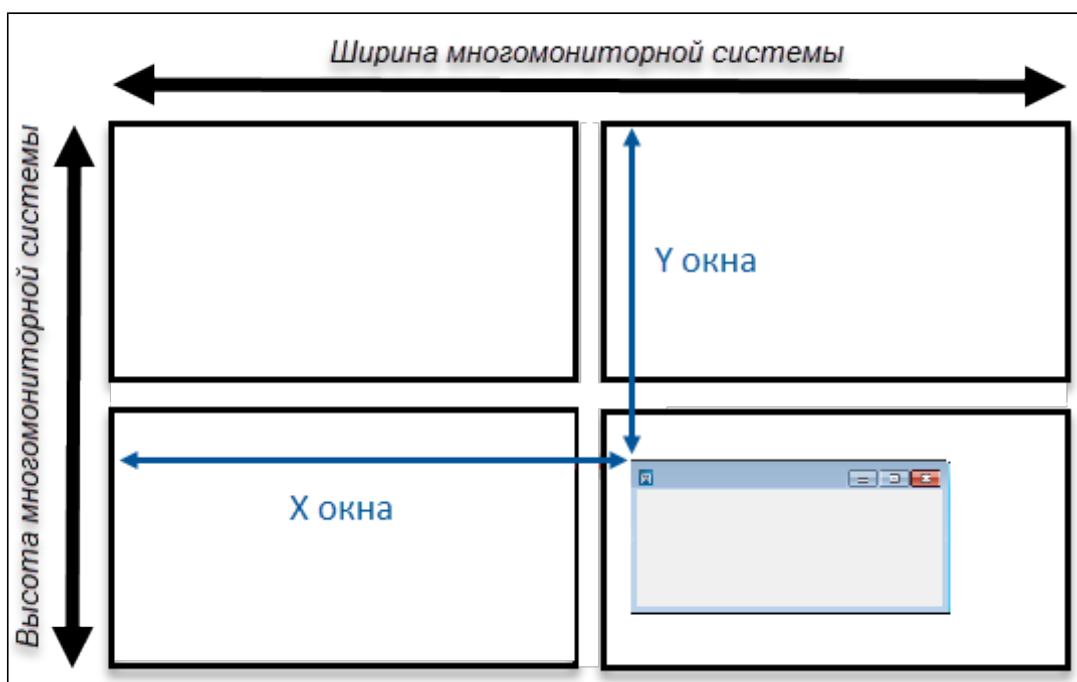 Ширина многомониторной системы
Высота многомониторной системы
Y окна
X окна